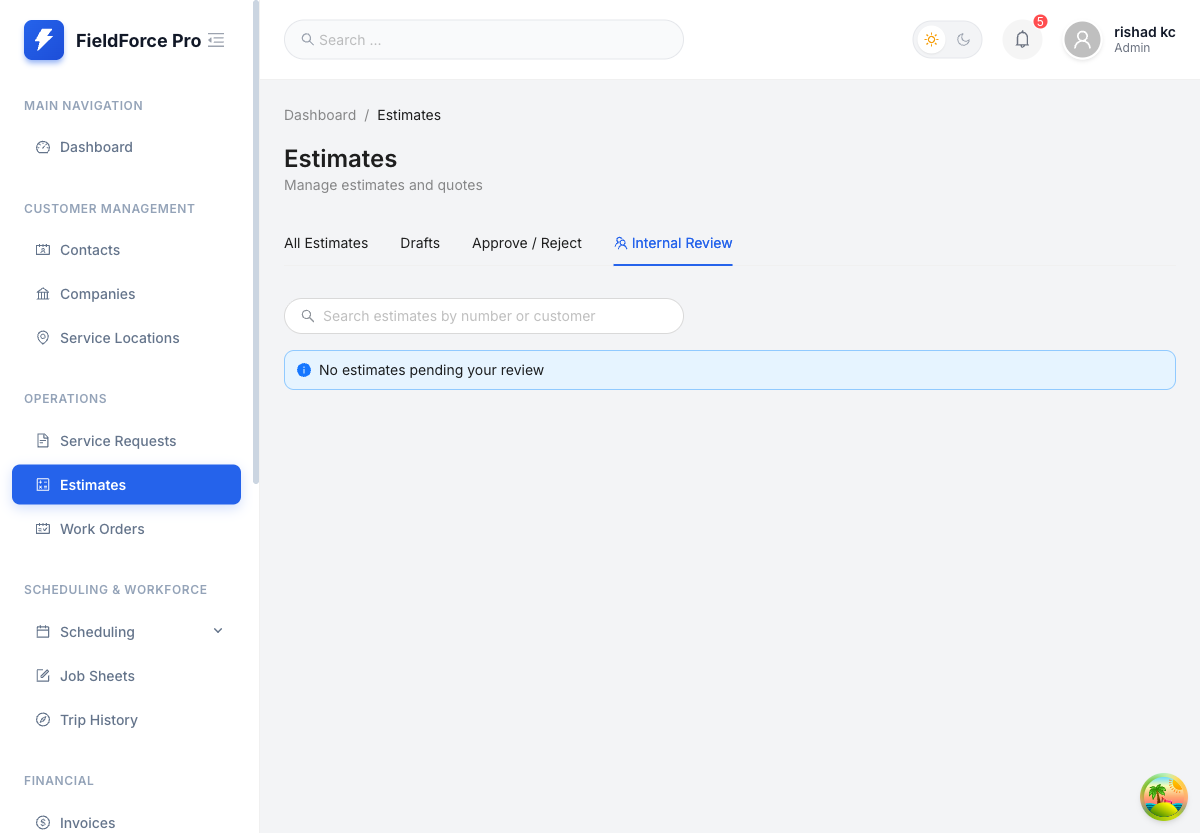 FieldForce Pro
Search ...
5
rishad kc
Admin
MAIN NAVIGATION
Dashboard
CUSTOMER MANAGEMENT
Contacts
Companies
Service Locations
OPERATIONS
Service Requests
Estimates
Work Orders
SCHEDULING & WORKFORCE
Scheduling
Job Sheets
Trip History
FINANCIAL
Invoices
Dashboard / Estimates
Estimates
Manage estimates and quotes
All Estimates Drafts Approve / Reject Internal Review
Search estimates by number or customer
No estimates pending your review